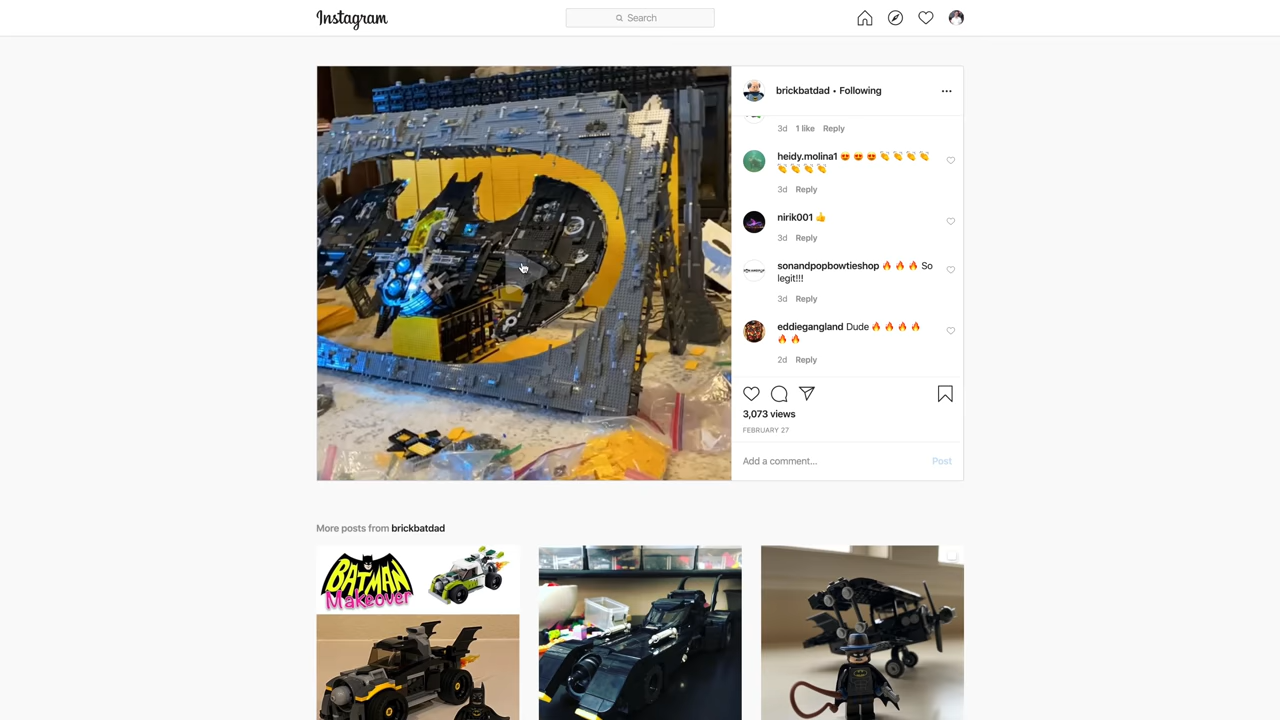 Instagram
Search
brickbatdad • Following
3d 1 like Reply
heidy.molina1 😍 😍 😍 👏 👏 👏 👏
👏 👏 👏 👏
3d Reply
nirik001 👍
3d Reply
sonandpopbowtieshop 🔥 🔥 🔥 So
legit!!!
3d Reply
eddiegangland Dude 🔥 🔥 🔥 🔥
🔥 🔥
2d Reply
3,073 views
FEBRUARY 27
Add a comment... Post
More posts from brickbatdad
BATMAN
Makeover